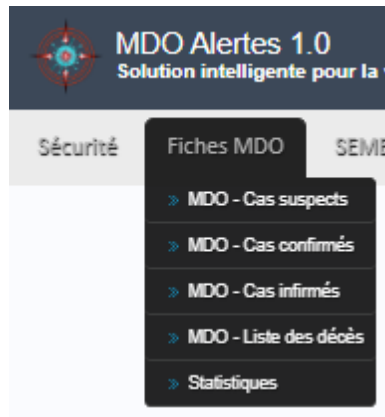 MDO Alertes 1.0
Solution intelligente pour la
Sécurité Fiches MDO
» MDO - Cas suspects
» MDO - Cas confirmés
» MDO - Cas infirmés
» MDO - Liste des décès
» Statistiques